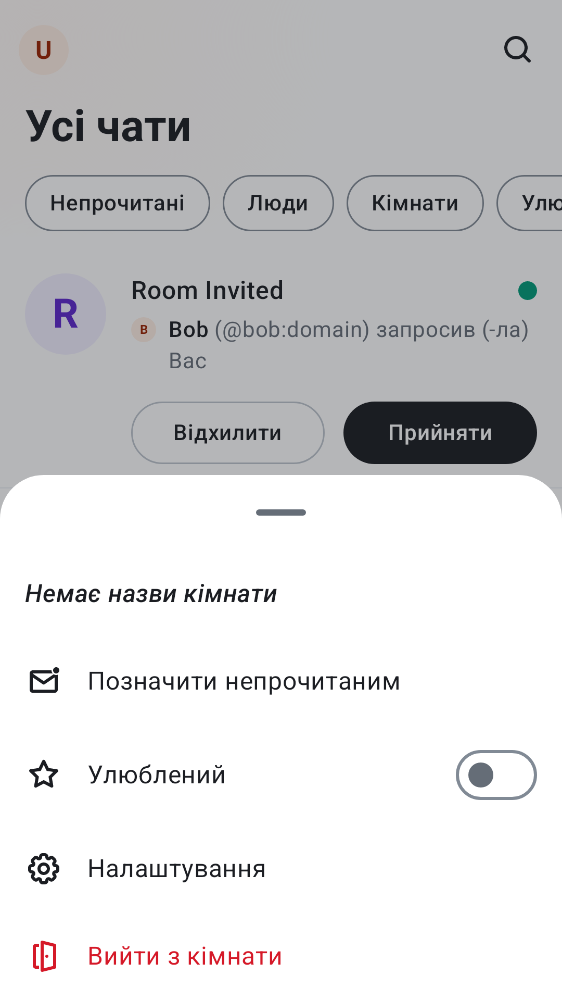 U
Усі чати
Непрочитані Люди Кімнати Улю
R
Room Invited
B Bob (@bob:domain) запросив (-ла)
Вас
Відхилити Прийняти
Немає назви кімнати
Позначити непрочитаним
Улюблений
Налаштування
Вийти з кімнати